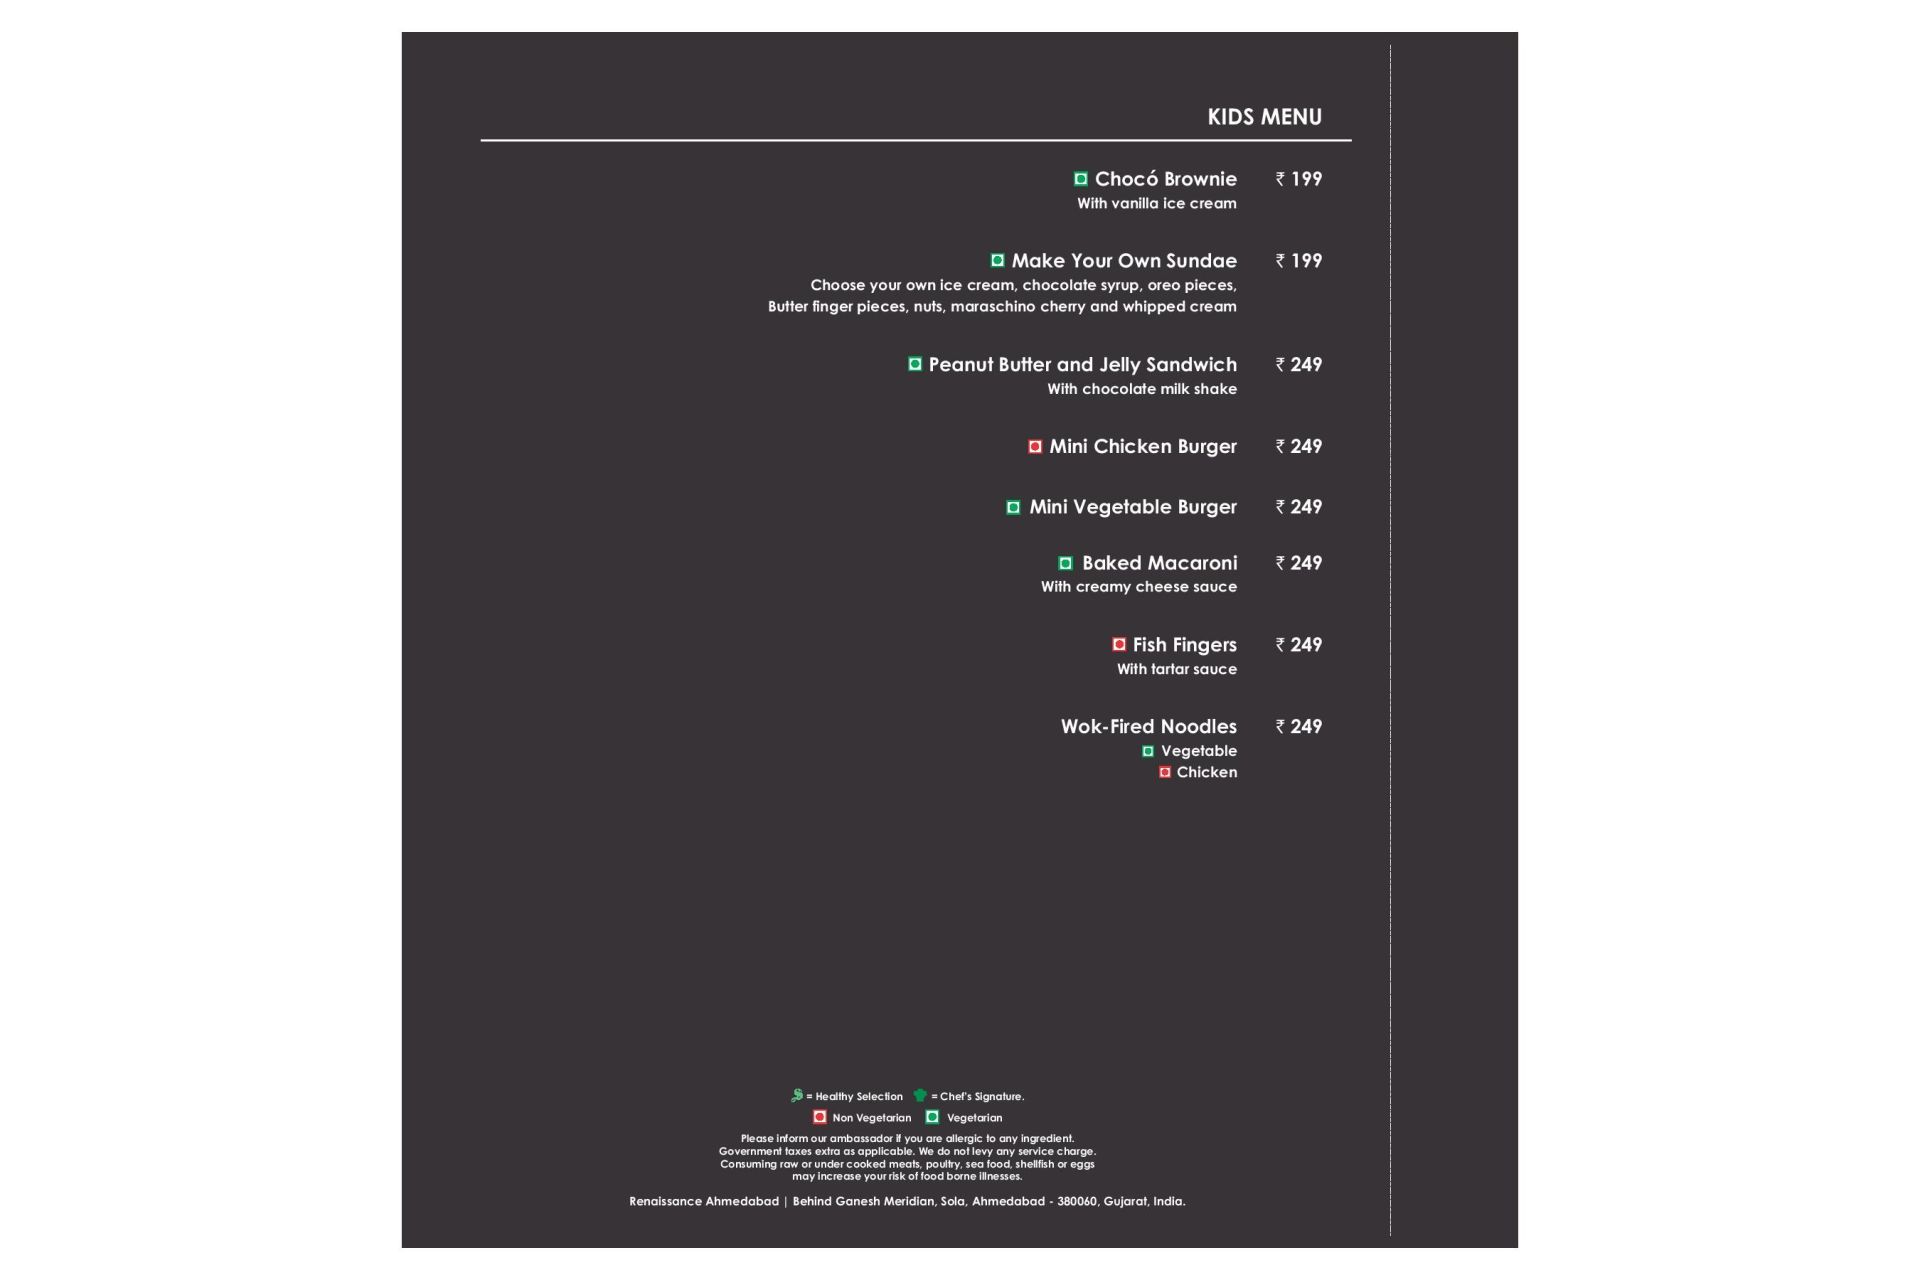 KIDS MENU
Chocó Brownie ₹ 199
With vanilla ice cream
Make Your Own Sundae ₹ 199
Choose your own ice cream, chocolate syrup, oreo pieces,
Butter finger pieces, nuts, maraschino cherry and whipped cream
Peanut Butter and Jelly Sandwich ₹ 249
With chocolate milk shake
Mini Chicken Burger ₹ 249
Mini Vegetable Burger ₹ 249
Baked Macaroni ₹ 249
With creamy cheese sauce
Fish Fingers ₹ 249
With tartar sauce
Wok-Fired Noodles ₹ 249
Vegetable
Chicken
= Healthy Selection = Chef's Signature.
Non Vegetarian Vegetarian
Please inform our ambassador if you are allergic to any ingredient.
Government taxes extra as applicable. We do not levy any service charge.
Consuming raw or under cooked meats, poultry, sea food, shellfish or eggs
may increase your risk of food borne illnesses.
Renaissance Ahmedabad | Behind Ganesh Meridian, Sola, Ahmedabad - 380060, Gujarat, India.